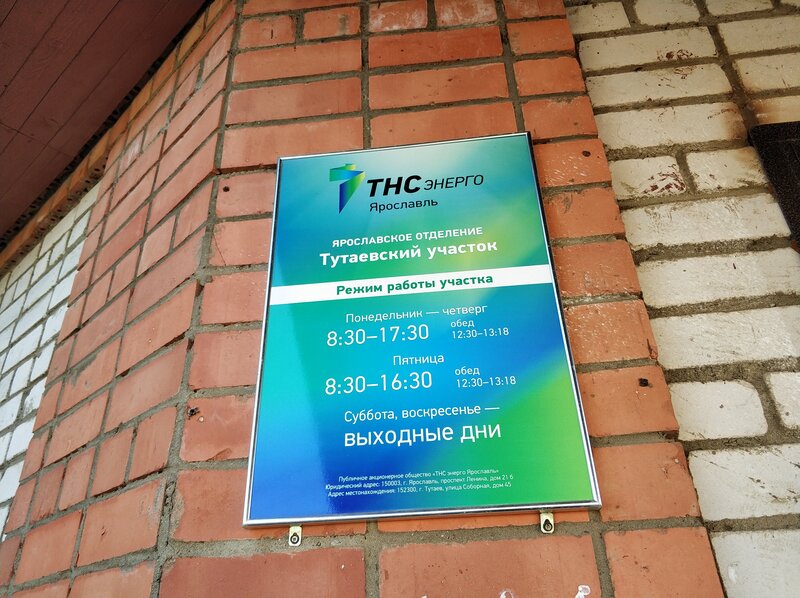 ТНС ЭНЕРГО
Ярославль
ЯРОСЛАВСКОЕ ОТДЕЛЕНИЕ
Тутаевский участок
Режим работы участка
Понедельник — четверг
8:30–17:30 обед 12:30–13:18
Пятница
8:30–16:30 обед 12:30–13:18
Суббота, воскресенье —
выходные дни
Публичное акционерное общество «ТНС энерго Ярославль»
Юридический адрес: 150003, г. Ярославль, проспект Ленина, дом 21 б
Адрес местонахождения: 152300, г. Тутаев, улица Соборная, дом 45